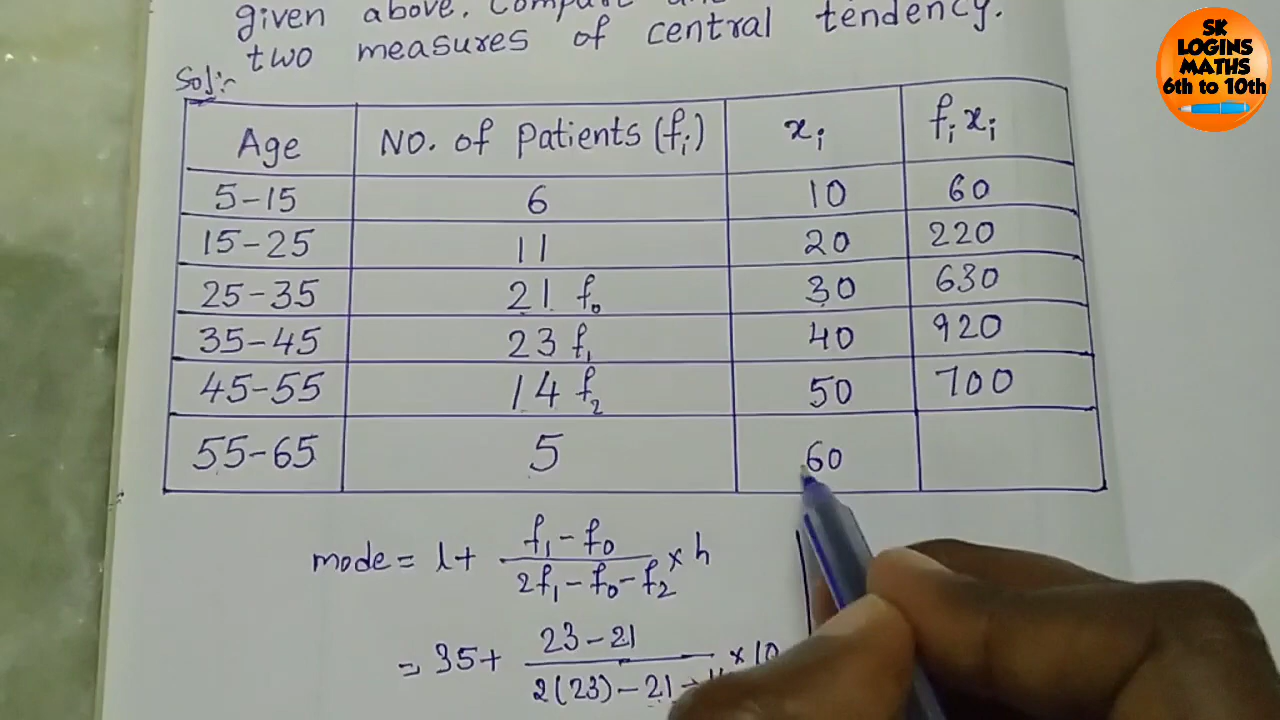 given above. Compare
two measures of central tendency.
Sol:-
Age No. of patients (fi) xi fi xi
5-15 6 10 60
15-25 11 20 220
25-35 21 f0 30 630
35-45 23 f1 40 920
45-55 14 f2 50 700
55-65 5 60
mode = l+ f1-f0
2f1-f0-f2 × h
= 35+ 23-21
2(23)-21- ×10
SK
LOGINS
MATHS
6th to 10th